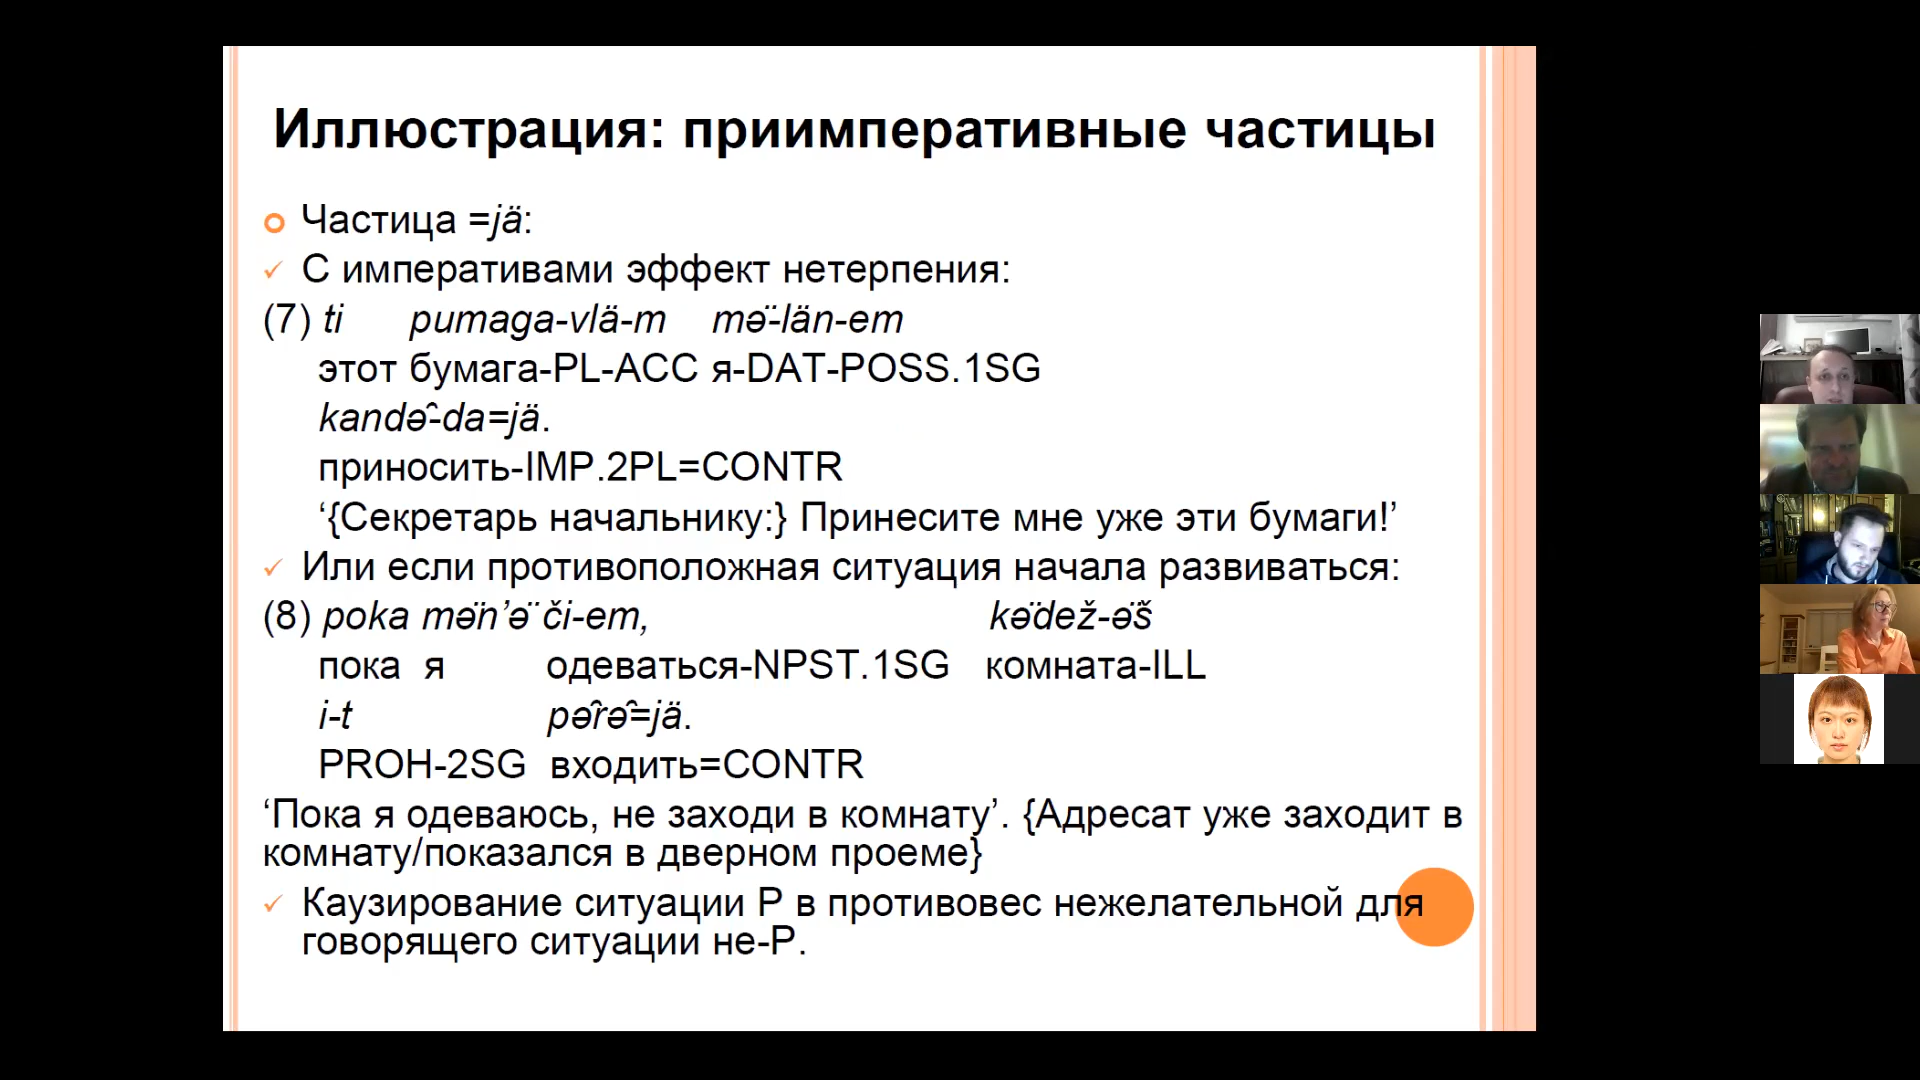 Иллюстрация: приимперативные частицы
Частица =jä:
С императивами эффект нетерпения:
(7) ti pumaga-vlä-m mə̈-län-em
этот бумага-PL-ACC я-DAT-POSS.1SG
kandə̑-da=jä.
приносить-IMP.2PL=CONTR
‘{Секретарь начальнику:} Принесите мне уже эти бумаги!’
Или если противоположная ситуация начала развиваться:
(8) poka mə̈n’ə̈ či-em, kə̈dež-ə̈š
пока я одеваться-NPST.1SG комната-ILL
i-t pə̑rə̑=jä.
PROH-2SG входить=CONTR
‘Пока я одеваюсь, не заходи в комнату’. {Адресат уже заходит в
комнату/показался в дверном проеме}
Каузирование ситуации P в противовес нежелательной для
говорящего ситуации не-P.